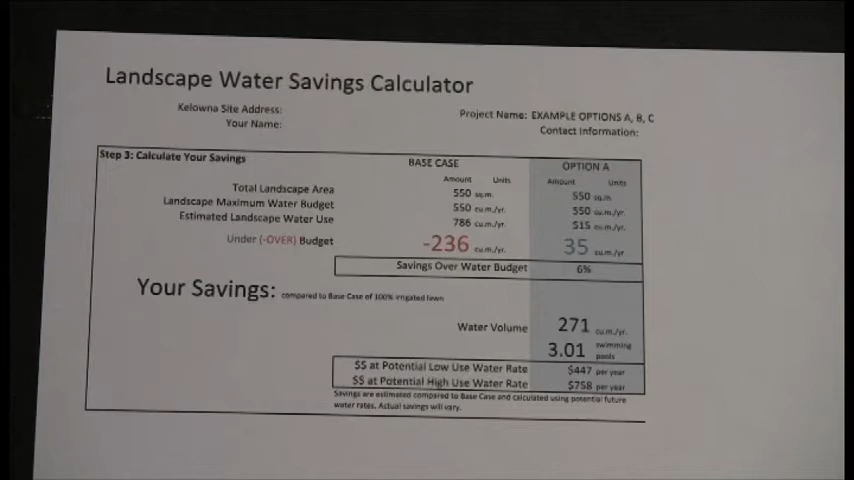 Landscape Water Savings Calculator
Kelowna Site Address:
Project Name: EXAMPLE OPTIONS A, B, C
Your Name:
Contact Information:
Step 3: Calculate Your Savings
BASE CASE
OPTION A
Amount Units Amount Units
Total Landscape Area 550 sq.m. 550 sq.m.
Landscape Maximum Water Budget 550 cu.m./yr. 550 cu.m./yr.
Estimated Landscape Water Use 786 cu.m./yr. 515 cu.m./yr.
Under (-OVER) Budget -236 cu.m./yr. 35 cu.m./yr
Savings Over Water Budget 6%
Your Savings: compared to Base Case of 100% irrigated lawn
Water Volume 271 cu.m./yr.
3.01 swimming pools
$$ at Potential Low Use Water Rate $447 per year
$$ at Potential High Use Water Rate $758 per year
Savings are estimated compared to Base Case and calculated using potential future
water rates. Actual savings will vary.